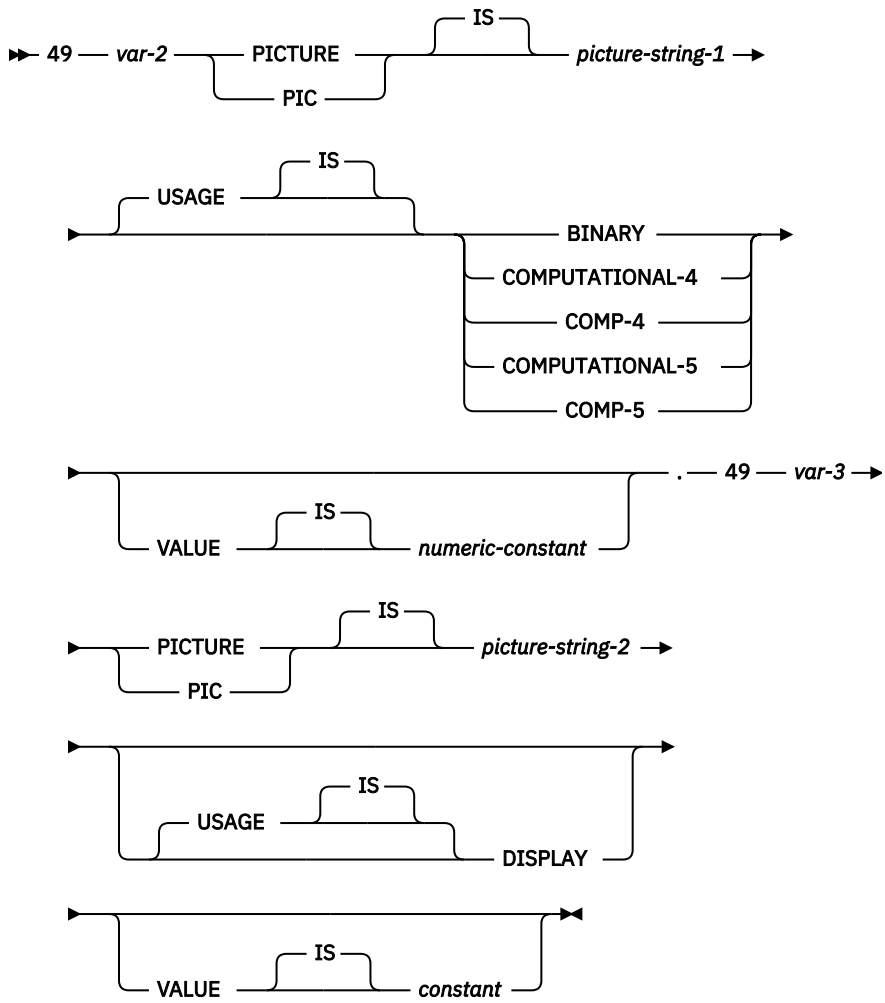 IS
49 var-2 PICTURE picture-string-1
PIC
IS
USAGE
BINARY
COMPUTATIONAL-4
COMP-4
COMPUTATIONAL-5
COMP-5
. 49 var-3
IS
VALUE numeric-constant
IS
PICTURE picture-string-2
PIC
IS
USAGE
DISPLAY
IS
VALUE constant